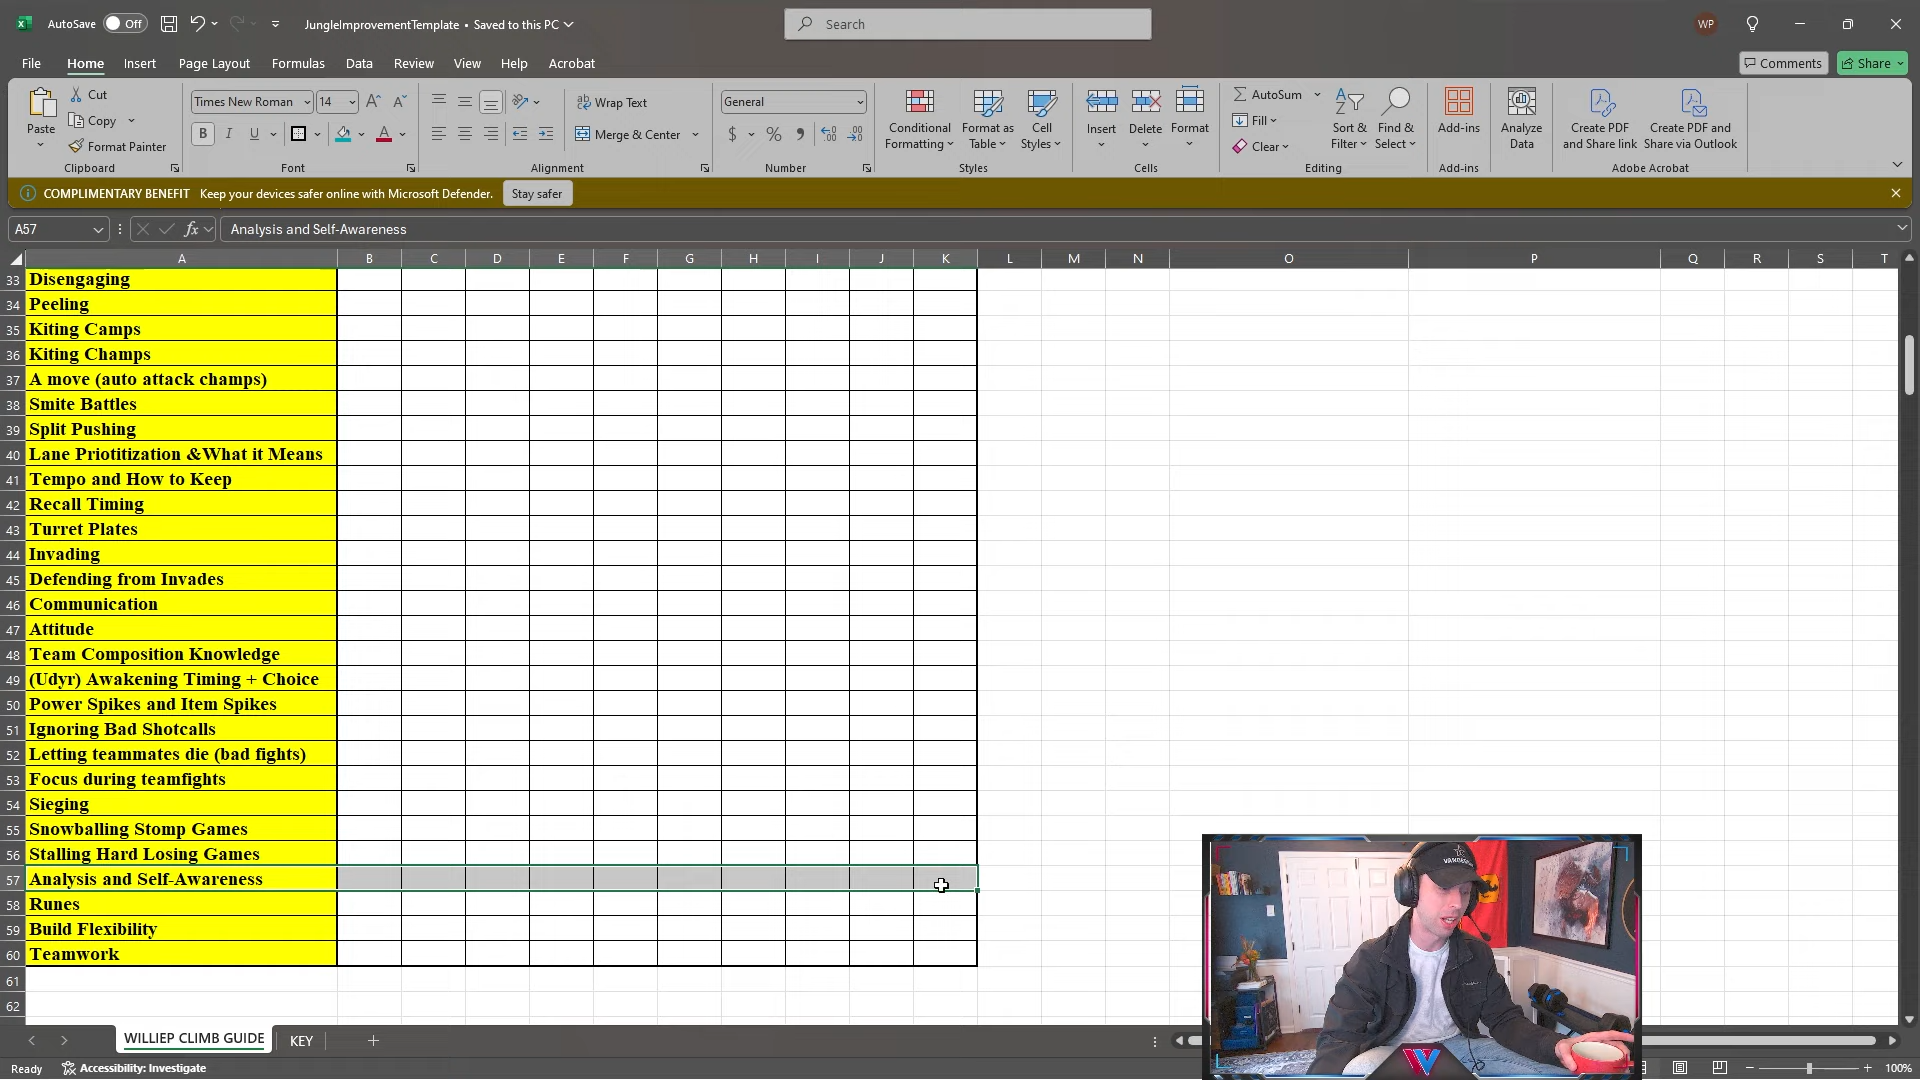 AutoSave Off JungleImprovementTemplate • Saved to this PC Search WP
File Home Insert Page Layout Formulas Data Review View Help Acrobat Comments Share
Paste Cut Copy Format Painter Clipboard
Times New Roman 14 B I U Font
Wrap Text Merge & Center Alignment
General $ % Number
Conditional Formatting Format as Table Cell Styles Styles
Insert Delete Format Cells
AutoSum Fill Clear Sort & Filter Find & Select Editing
Add-ins Add-ins
Analyze Data
Create PDF and Share link Create PDF and Share via Outlook Adobe Acrobat
COMPLIMENTARY BENEFIT Keep your devices safer online with Microsoft Defender. Stay safer
A57 fx Analysis and Self-Awareness
A B C D E F G H I J K L M N O P Q R S T
33 Disengaging
34 Peeling
35 Kiting Camps
36 Kiting Champs
37 A move (auto attack champs)
38 Smite Battles
39 Split Pushing
40 Lane Priotitization &What it Means
41 Tempo and How to Keep
42 Recall Timing
43 Turret Plates
44 Invading
45 Defending from Invades
46 Communication
47 Attitude
48 Team Composition Knowledge
49 (Udyr) Awakening Timing + Choice
50 Power Spikes and Item Spikes
51 Ignoring Bad Shotcalls
52 Letting teammates die (bad fights)
53 Focus during teamfights
54 Sieging
55 Snowballing Stomp Games
56 Stalling Hard Losing Games
57 Analysis and Self-Awareness
58 Runes
59 Build Flexibility
60 Teamwork
61
62
WILLIEP CLIMB GUIDE KEY
Ready Accessibility: Investigate 100%